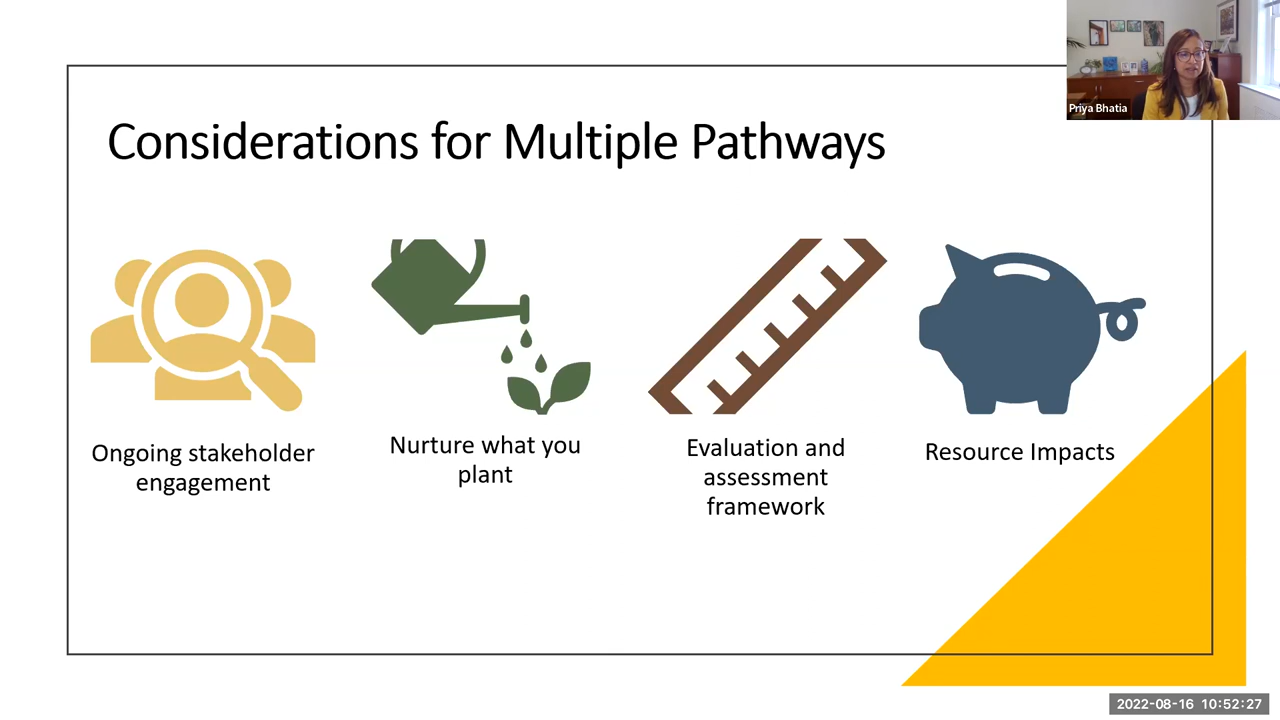 Priya Bhatia
Considerations for Multiple Pathways
Ongoing stakeholder
engagement
Nurture what you
plant
Evaluation and
assessment
framework
Resource Impacts
2022-08-16 10:52:27